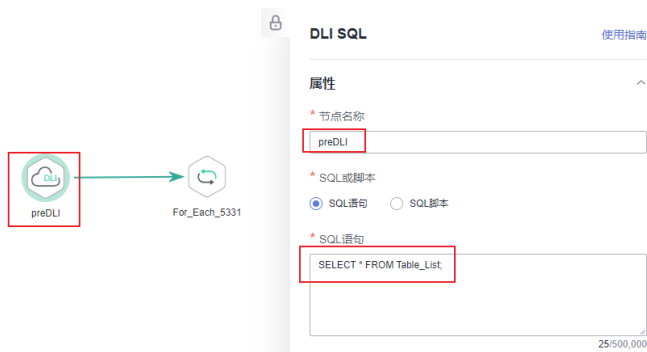 DLI SQL
使用指南
属性
* 节点名称
preDLI
* SQL或脚本
SQL语句 SQL脚本
* SQL语句
SELECT * FROM Table_List;
25/500,000
DLI
preDLI
For_Each_5331